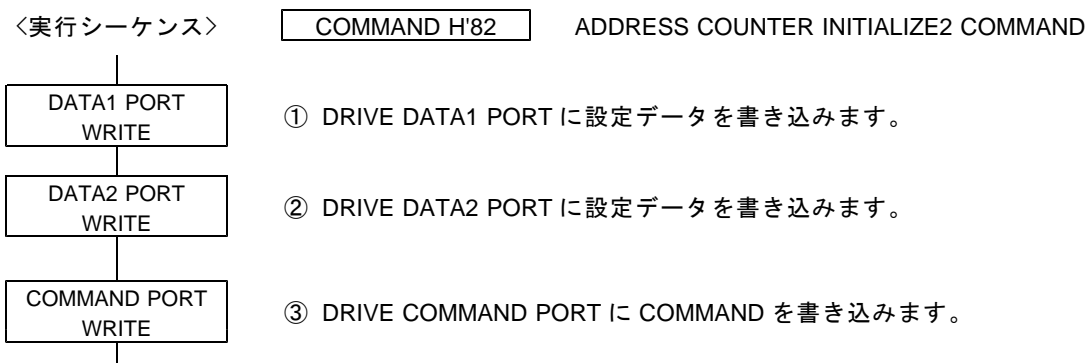 〈実行シーケンス〉 COMMAND H'82 ADDRESS COUNTER INITIALIZE2 COMMAND
DATA1 PORT
WRITE
① DRIVE DATA1 PORT に設定データを書き込みます。
DATA2 PORT
WRITE
② DRIVE DATA2 PORT に設定データを書き込みます。
COMMAND PORT
WRITE
③ DRIVE COMMAND PORT に COMMAND を書き込みます。